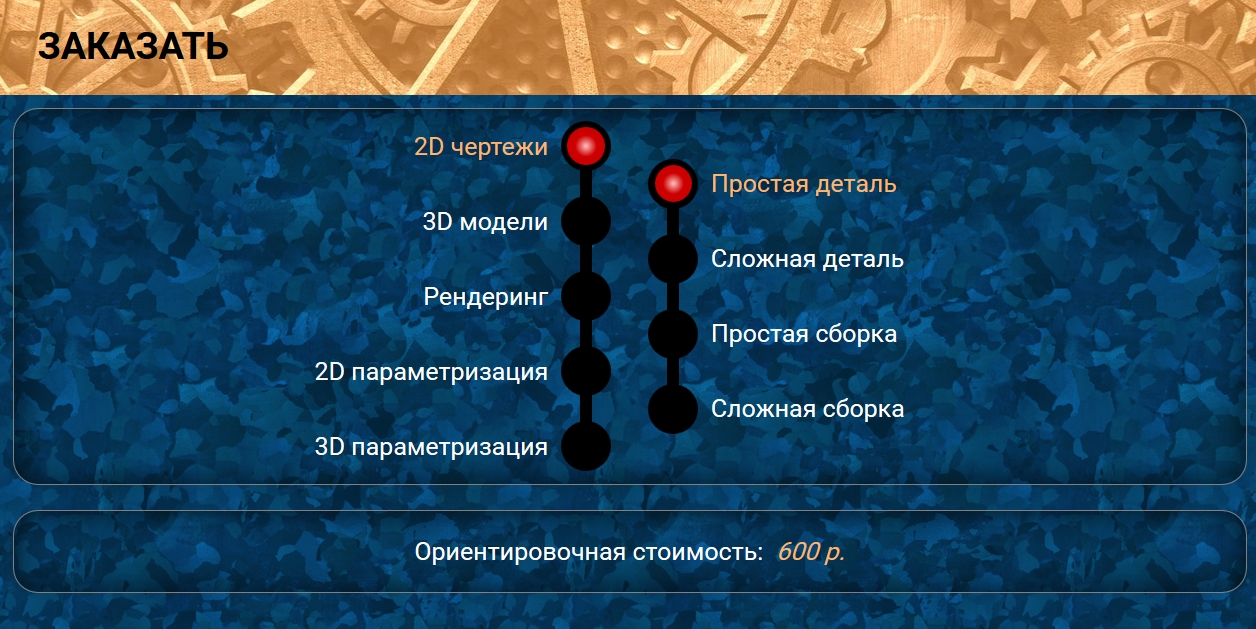 ЗАКАЗАТЬ
2D чертежи
3D модели
Рендеринг
2D параметризация
3D параметризация
Простая деталь
Сложная деталь
Простая сборка
Сложная сборка
Ориентировочная стоимость: 600 р.